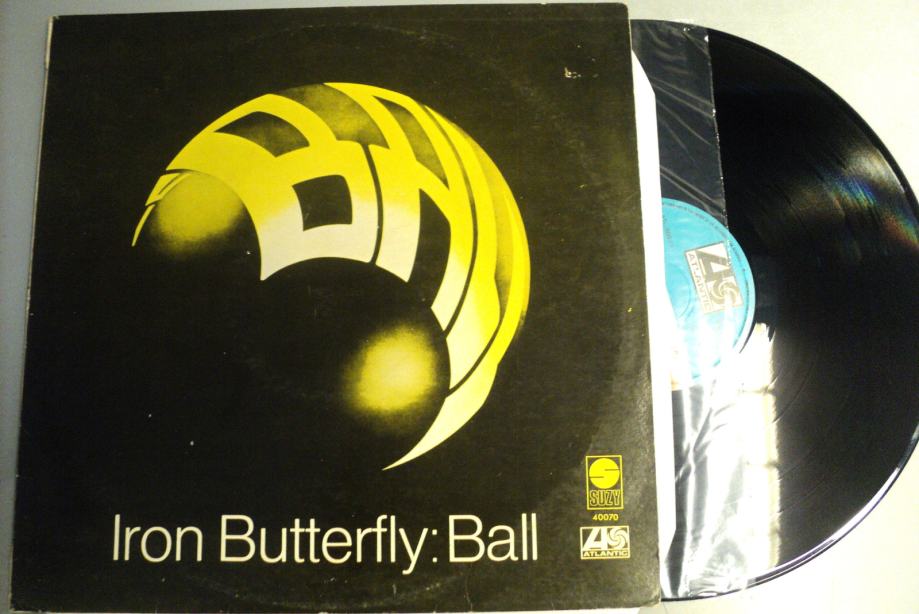 BALL
SUZY
40070
Iron Butterfly: Ball
ATLANTIC
ATLANTIC